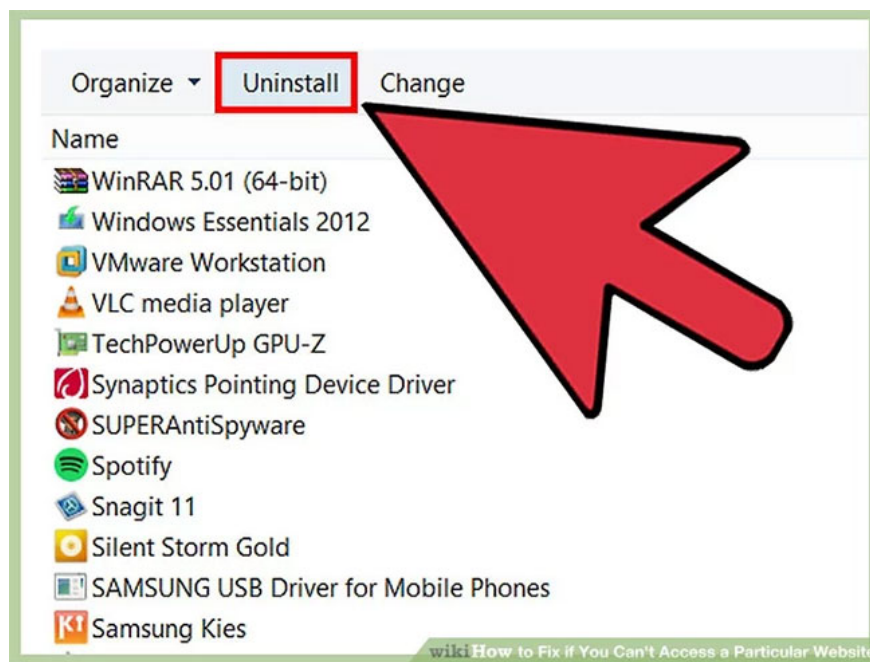 Organize Uninstall Change
Name
WinRAR 5.01 (64-bit)
Windows Essentials 2012
VMware Workstation
VLC media player
TechPowerUp GPU-Z
Synaptics Pointing Device Driver
SUPERAntiSpyware
Spotify
Snagit 11
Silent Storm Gold
SAMSUNG USB Driver for Mobile Phones
Samsung Kies
wikiHow to Fix if You Can't Access a Particular Website